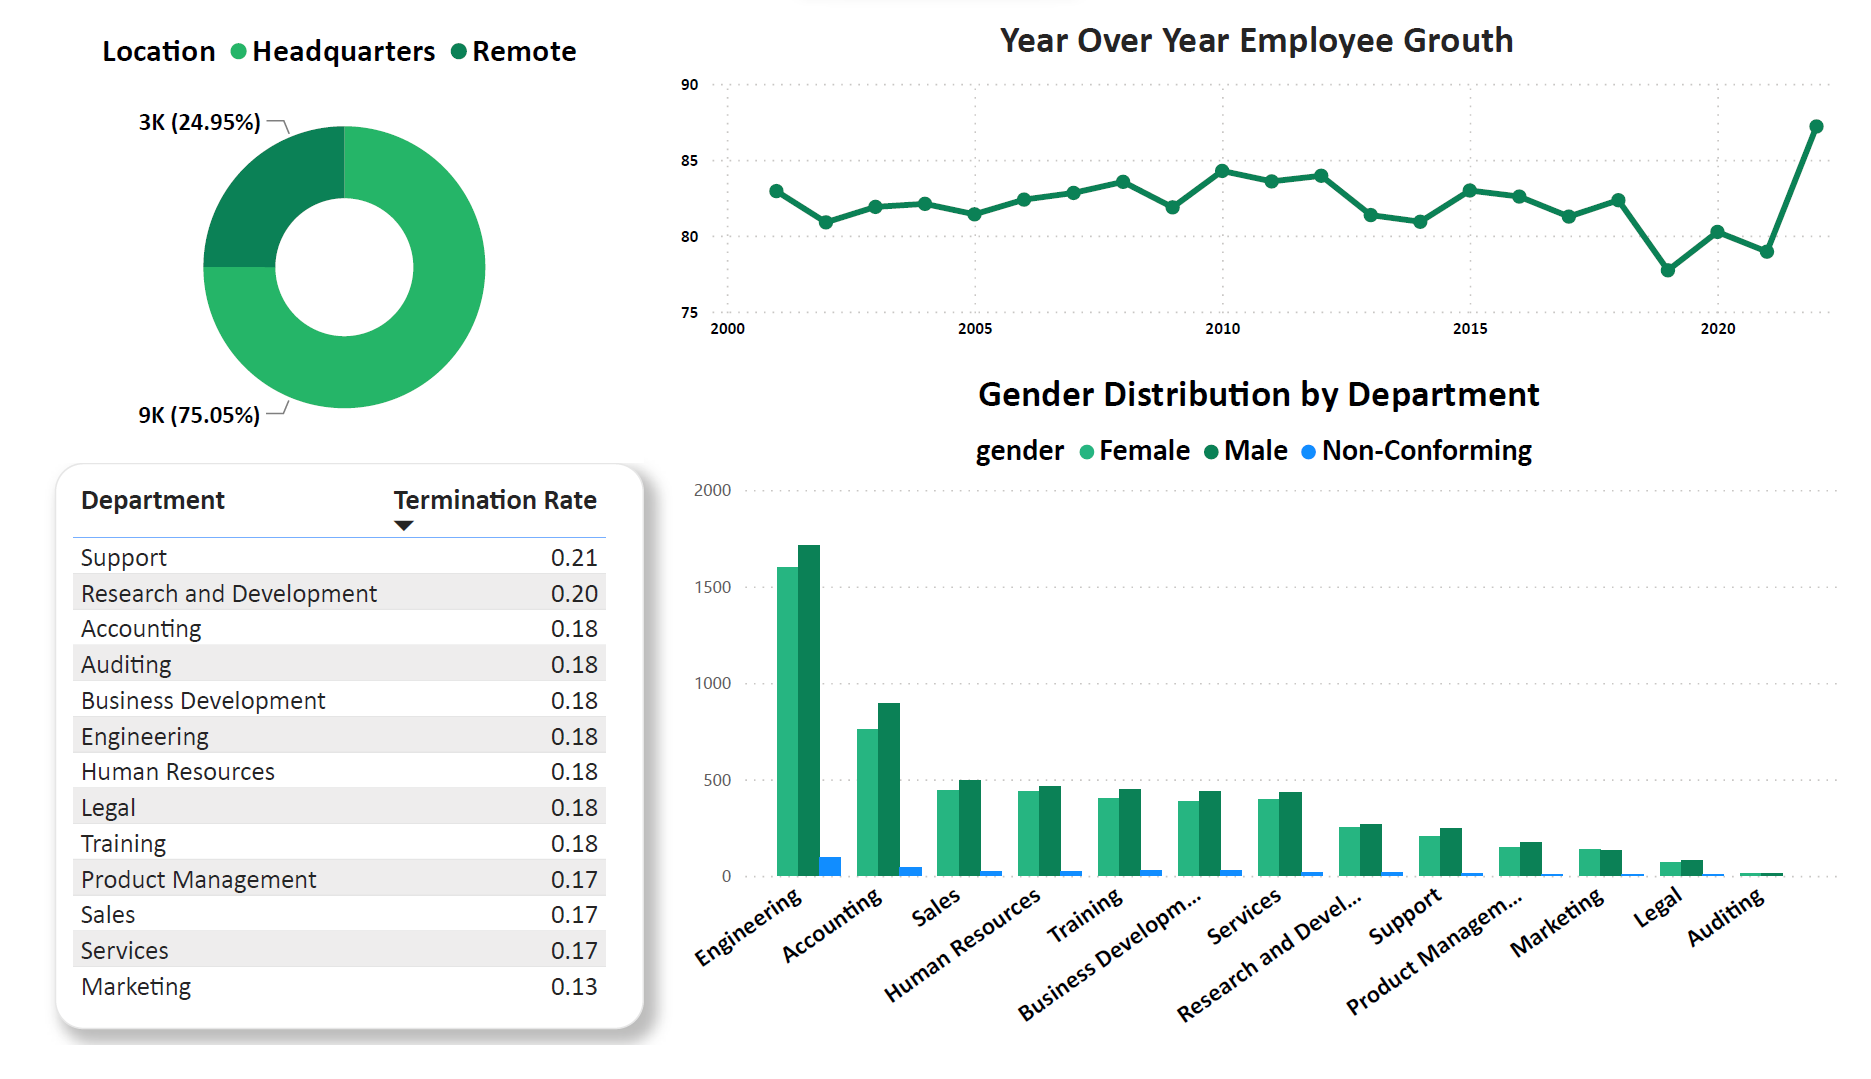 Location Headquarters Remote
3K (24.95%)
9K (75.05%)
Department Termination Rate
Support 0.21
Research and Development 0.20
Accounting 0.18
Auditing 0.18
Business Development 0.18
Engineering 0.18
Human Resources 0.18
Legal 0.18
Training 0.18
Product Management 0.17
Sales 0.17
Services 0.17
Marketing 0.13
Year Over Year Employee Grouth
90
85
80
75
2000 2005 2010 2015 2020
Gender Distribution by Department
gender Female Male Non-Conforming
2000
1500
1000
500
0
Engineering
Accounting
Sales
Human Resources
Training
Business Developm...
Services
Research and Devel...
Support
Product Managem...
Marketing
Legal
Auditing